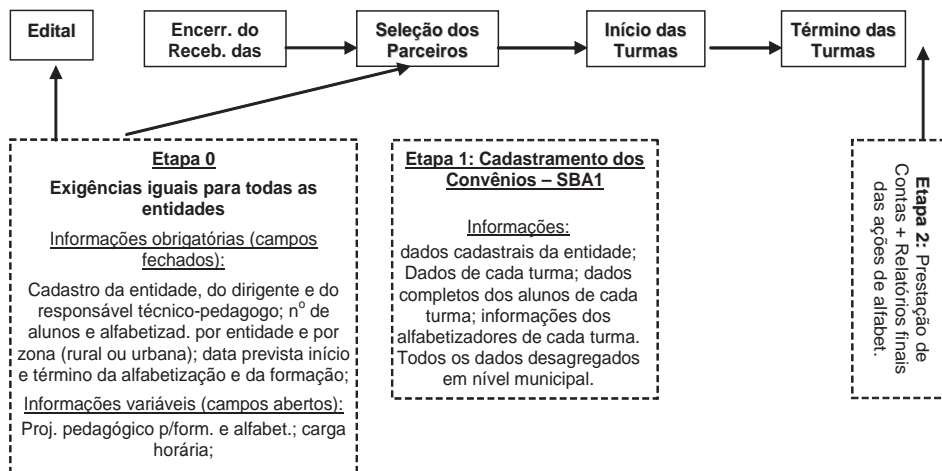 Edital
Encerr. do
Receb. das
Seleção dos
Parceiros
Início das
Turmas
Término das
Turmas
Etapa 0
Exigências iguais para todas as
entidades
Informações obrigatórias (campos
fechados):
Cadastro da entidade, do dirigente e do
responsável técnico-pedagogo; nº de
alunos e alfabetizad. por entidade e por
zona (rural ou urbana); data prevista início
e término da alfabetização e da formação;
Informações variáveis (campos abertos):
Proj. pedagógico p/form. e alfabet.; carga
horária;
Etapa 1: Cadastramento dos
Convênios – SBA1
Informações:
dados cadastrais da entidade;
Dados de cada turma; dados
completos dos alunos de cada
turma; informações dos
alfabetizadores de cada turma.
Todos os dados desagregados
em nível municipal.
Etapa 2: Prestação de
Contas + Relatórios finais
das ações de alfabet.